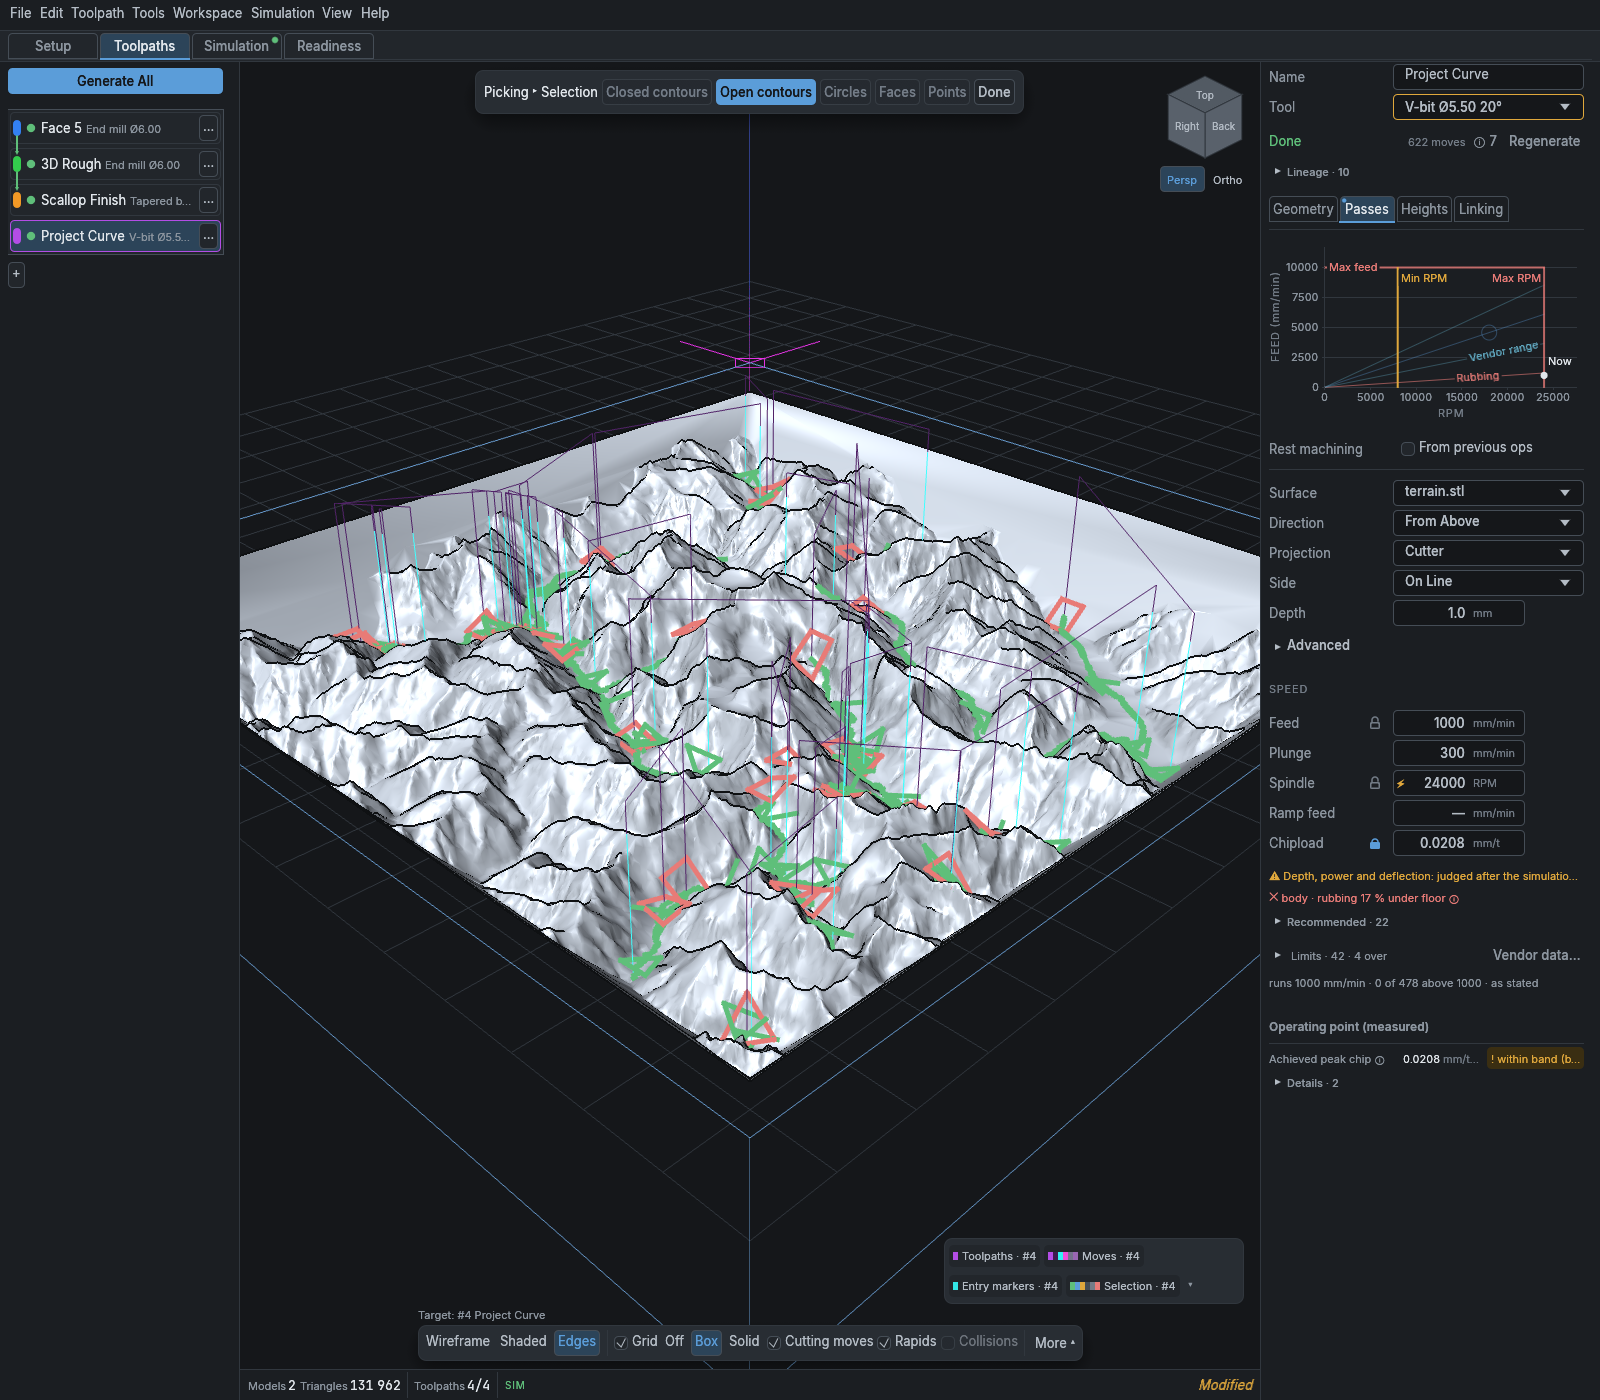 File Edit Toolpath Tools Workspace Simulation View Help
Setup Toolpaths Simulation Readiness
Generate All
Face 5 End mill Ø6.00 ...
3D Rough End mill Ø6.00 ...
Scallop Finish Tapered b... ...
Project Curve V-bit Ø5.5... ...
+
Picking ‣ Selection Closed contours Open contours Circles Faces Points Done
Top
Right Back
Persp Ortho
Name Project Curve
Tool V-bit Ø5.50 20°
Done 622 moves 7 Regenerate
Lineage · 10
Geometry Passes Heights Linking
FEED (mm/min)
10000 Max feed
Min RPM Max RPM
7500
5000
Vendor range
2500 Now
Rubbing
0
0 5000 10000 15000 20000 25000
RPM
Rest machining From previous ops
Surface terrain.stl
Direction From Above
Projection Cutter
Side On Line
Depth 1.0 mm
Advanced
SPEED
Feed 1000 mm/min
Plunge 300 mm/min
Spindle 24000 RPM
Ramp feed — mm/min
Chipload 0.0208 mm/t
Depth, power and deflection: judged after the simulatio...
body · rubbing 17 % under floor
Recommended · 22
Limits · 42 · 4 over Vendor data...
runs 1000 mm/min · 0 of 478 above 1000 · as stated
Operating point (measured)
Achieved peak chip 0.0208 mm/t... ! within band (b...
Details · 2
Toolpaths · #4 Moves · #4
Entry markers · #4 Selection · #4
Target: #4 Project Curve
Wireframe Shaded Edges Grid Off Box Solid Cutting moves Rapids Collisions More
Models 2 Triangles 131 962 Toolpaths 4/4 SIM Modified